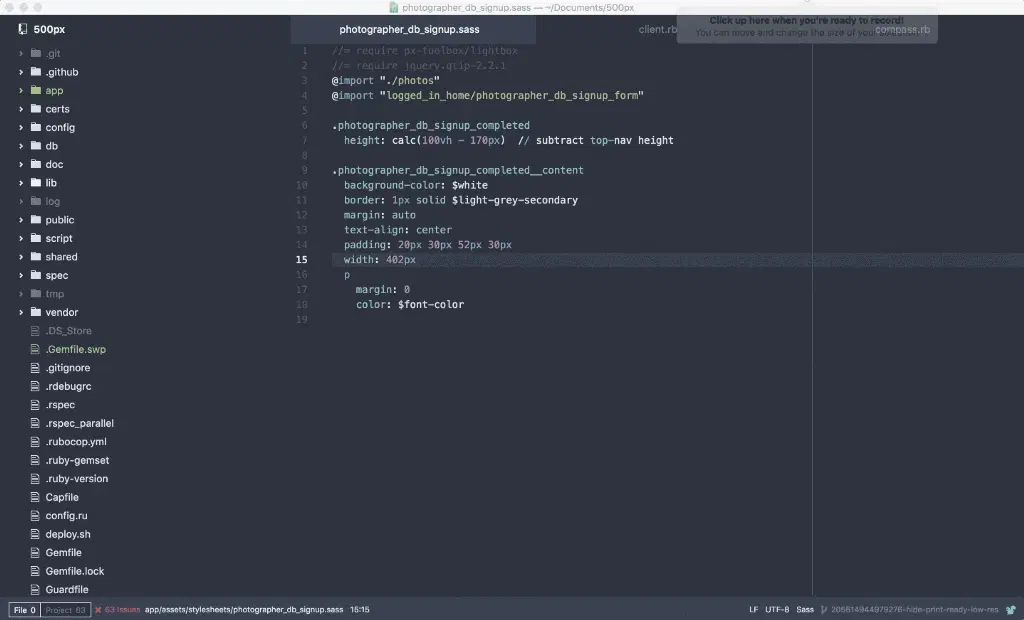 photographer_db_signup.sass — ~/Documents/500px
500px
.git
.github
app
certs
config
db
doc
lib
log
public
script
shared
spec
tmp
vendor
.DS_Store
.Gemfile.swp
.gitignore
.rdebugrc
.rspec
.rspec_parallel
.rubocop.yml
.ruby-gemset
.ruby-version
Capfile
config.ru
deploy.sh
Gemfile
Gemfile.lock
Guardfile
photographer_db_signup.sass
client.rb
compass.rb
Click up here when you're ready to record!
You can move and change the size of your
1 //= require px-toolbox/lightbox
2 //= require jquery.qtip-2.2.1
3 @import "./photos"
4 @import "logged_in_home/photographer_db_signup_form"
5
6 .photographer_db_signup_completed
7 height: calc(100vh - 170px) // subtract top-nav height
8
9 .photographer_db_signup_completed__content
10 background-color: $white
11 border: 1px solid $light-grey-secondary
12 margin: auto
13 text-align: center
14 padding: 20px 30px 52px 30px
15 width: 402px
16 p
17 margin: 0
18 color: $font-color
19
File 0 Project 63 63 Issues app/assets/stylesheets/photographer_db_signup.sass 15:15
LF UTF-8 Sass 205614944979276-hide-print-ready-low-res